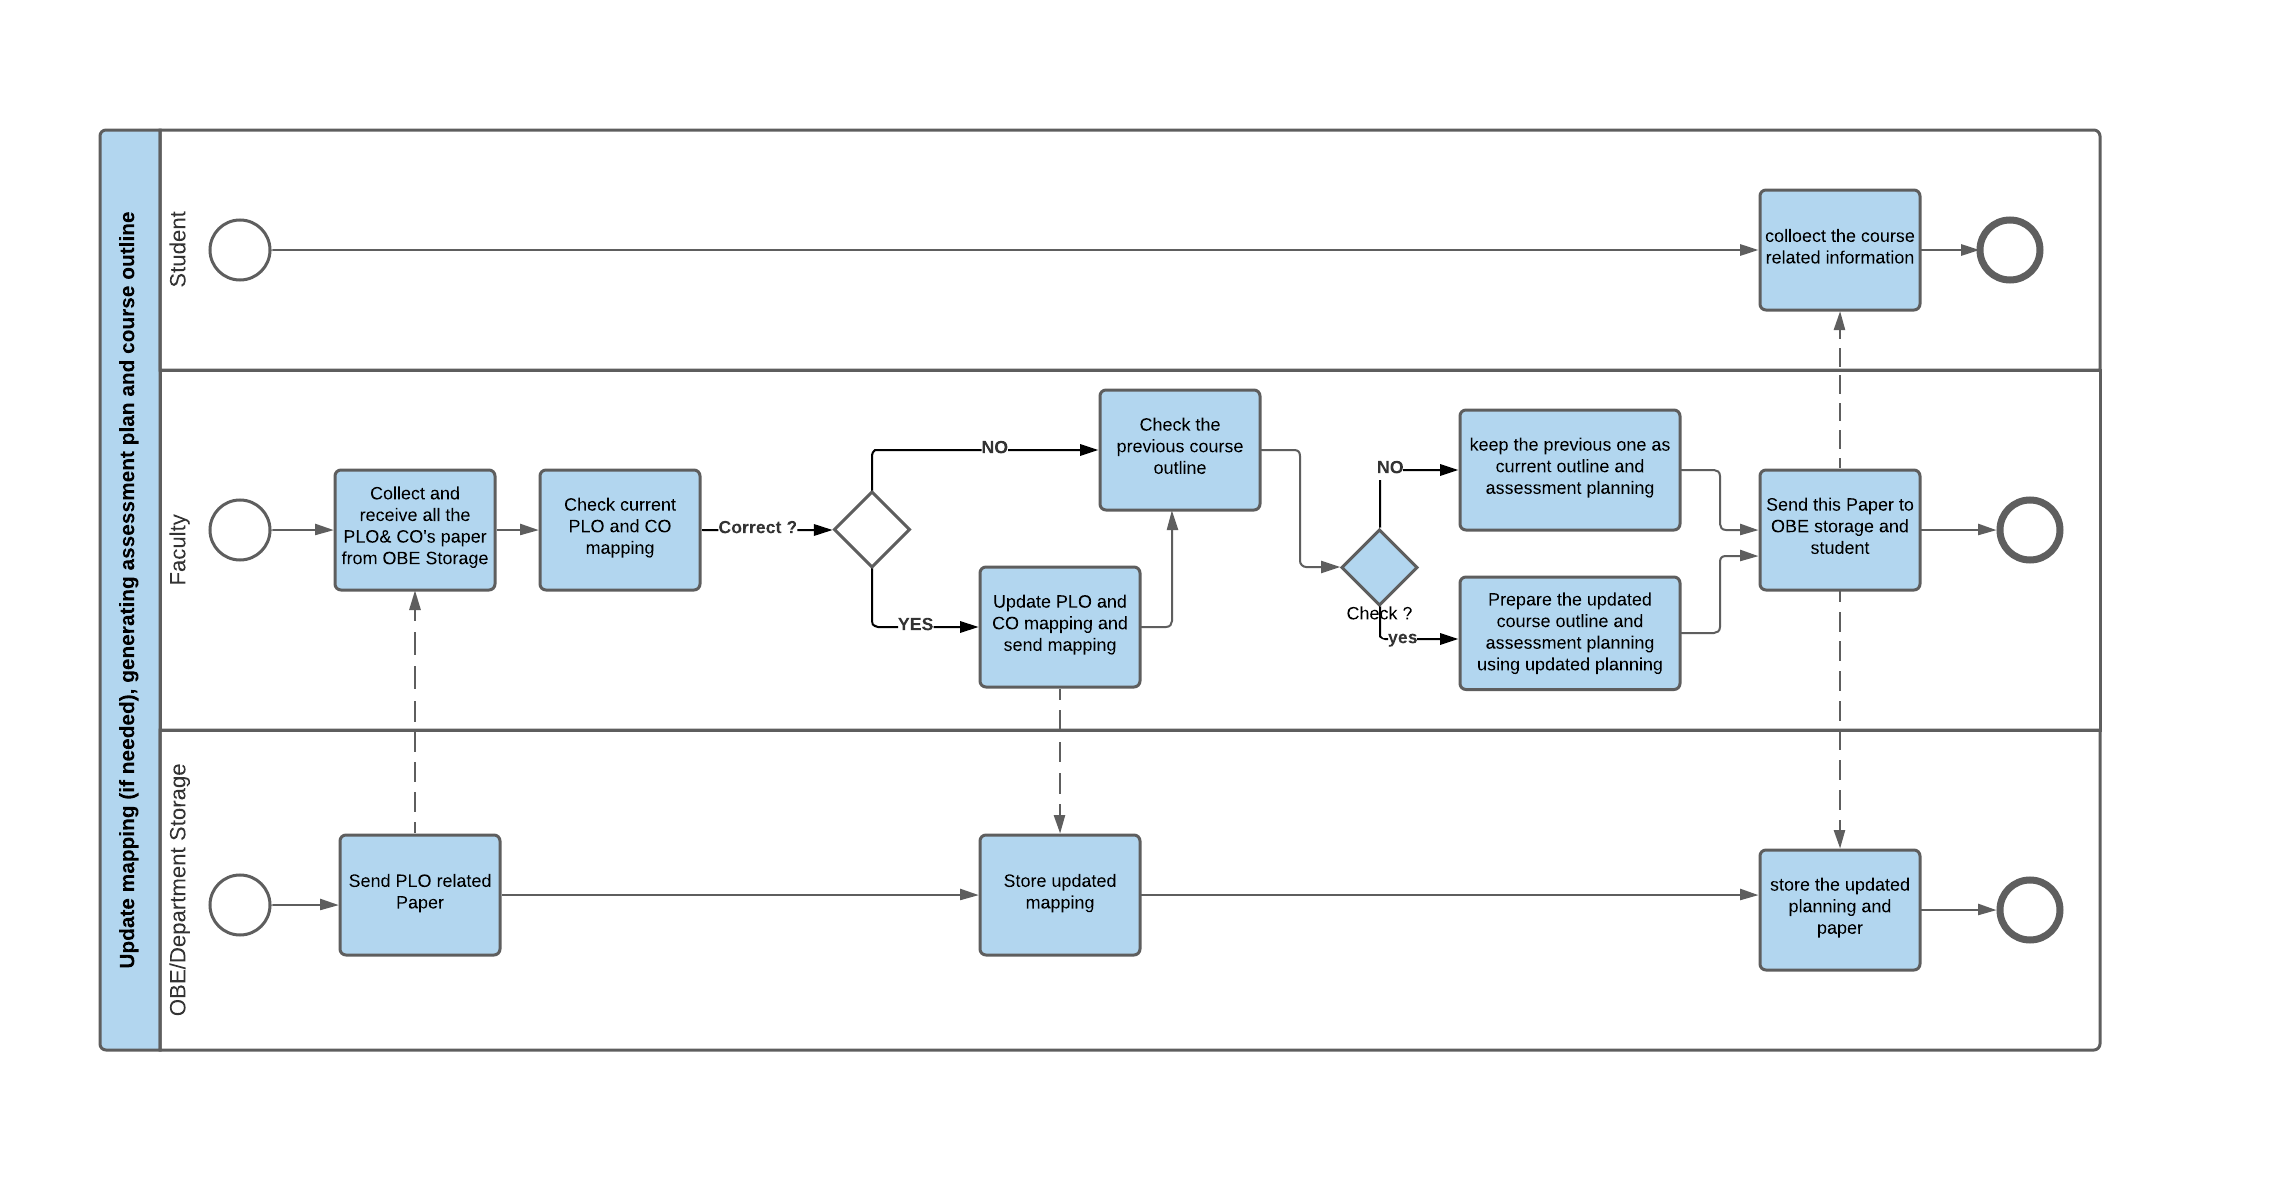 Update mapping (if needed), generating assessment plan and course outline
Student
colloect the course
related information
Faculty
Collect and
receive all the
PLO& CO's paper
from OBE Storage
Check current
PLO and CO
mapping
Correct ?
NO
YES
Check the
previous course
outline
Update PLO and
CO mapping and
send mapping
Check ?
NO
yes
keep the previous one as
current outline and
assessment planning
Prepare the updated
course outline and
assessment planning
using updated planning
Send this Paper to
OBE storage and
student
OBE/Department Storage
Send PLO related
Paper
Store updated
mapping
store the updated
planning and
paper